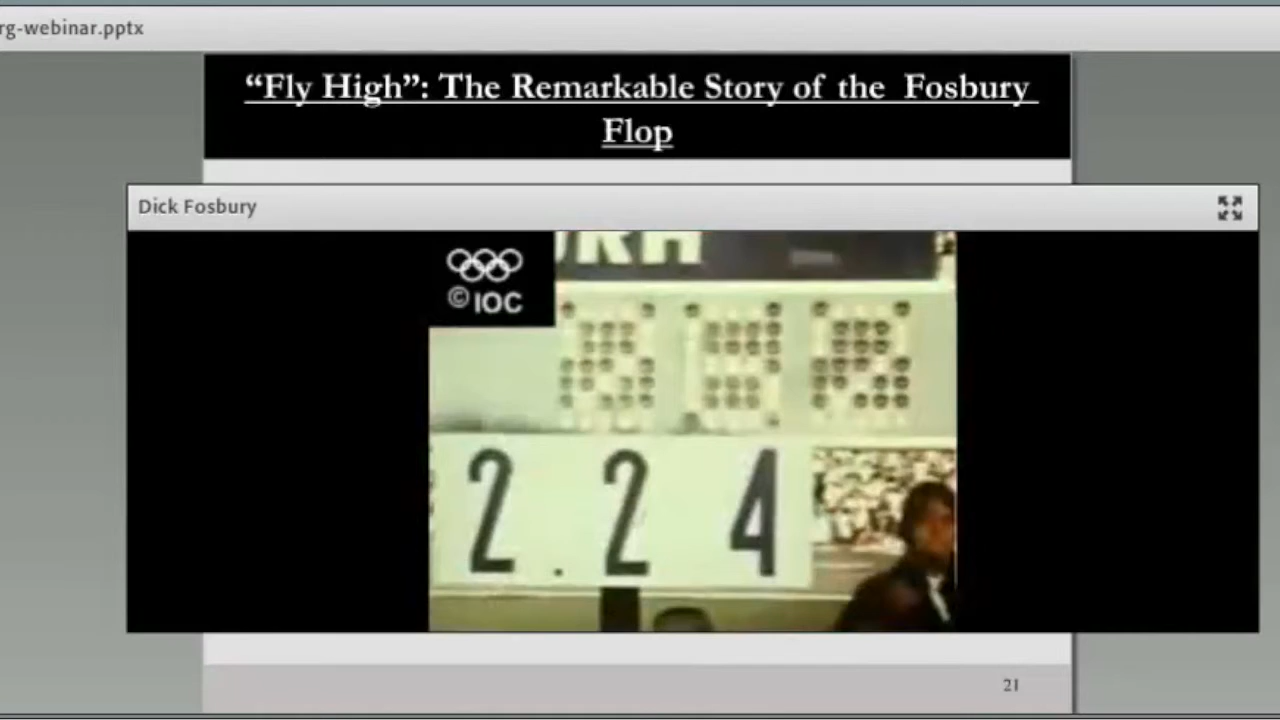 rg-webinar.pptx
“Fly High”: The Remarkable Story of the Fosbury
Flop
Dick Fosbury
© IOC
2.24
21